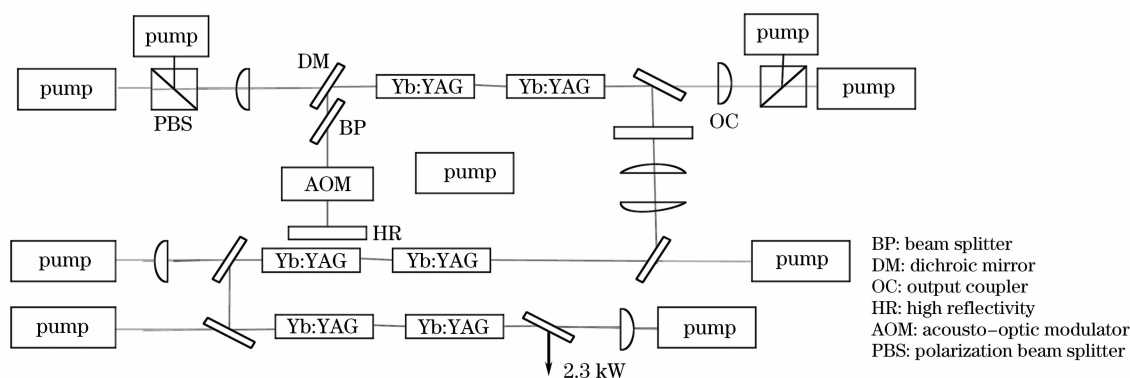 pump
pump
DM
Yb:YAG
Yb:YAG
pump
pump
PBS
BP
OC
AOM
pump
HR
pump
Yb:YAG
Yb:YAG
pump
pump
Yb:YAG
Yb:YAG
pump
2.3 kW
BP: beam splitter
DM: dichroic mirror
OC: output coupler
HR: high reflectivity
AOM: acousto−optic modulator
PBS: polarization beam splitter